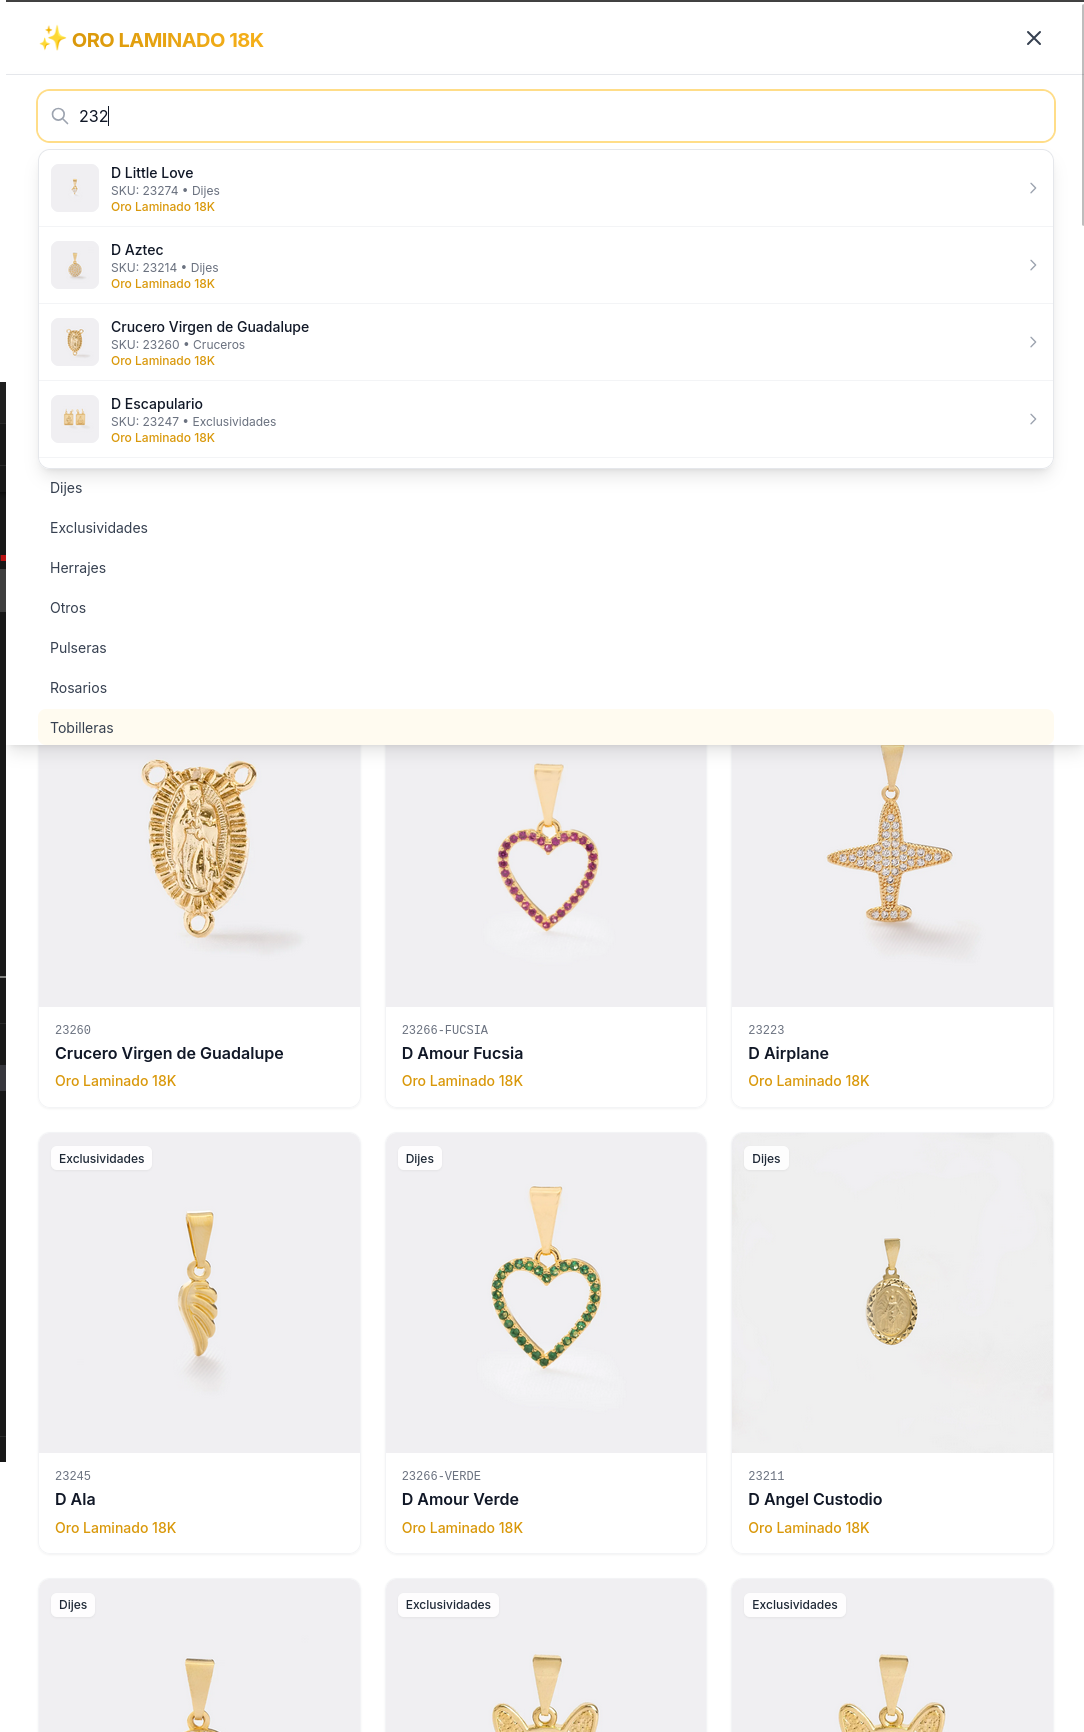 ✨ ORO LAMINADO 18K
232
D Little Love
SKU: 23274 • Dijes
Oro Laminado 18K
D Aztec
SKU: 23214 • Dijes
Oro Laminado 18K
Crucero Virgen de Guadalupe
SKU: 23260 • Cruceros
Oro Laminado 18K
D Escapulario
SKU: 23247 • Exclusividades
Oro Laminado 18K
Dijes
Exclusividades
Herrajes
Otros
Pulseras
Rosarios
Tobilleras
23260
Crucero Virgen de Guadalupe
Oro Laminado 18K
23266-FUCSIA
D Amour Fucsia
Oro Laminado 18K
23223
D Airplane
Oro Laminado 18K
Exclusividades
23245
D Ala
Oro Laminado 18K
Dijes
23266-VERDE
D Amour Verde
Oro Laminado 18K
Dijes
23211
D Angel Custodio
Oro Laminado 18K
Dijes
Exclusividades
Exclusividades